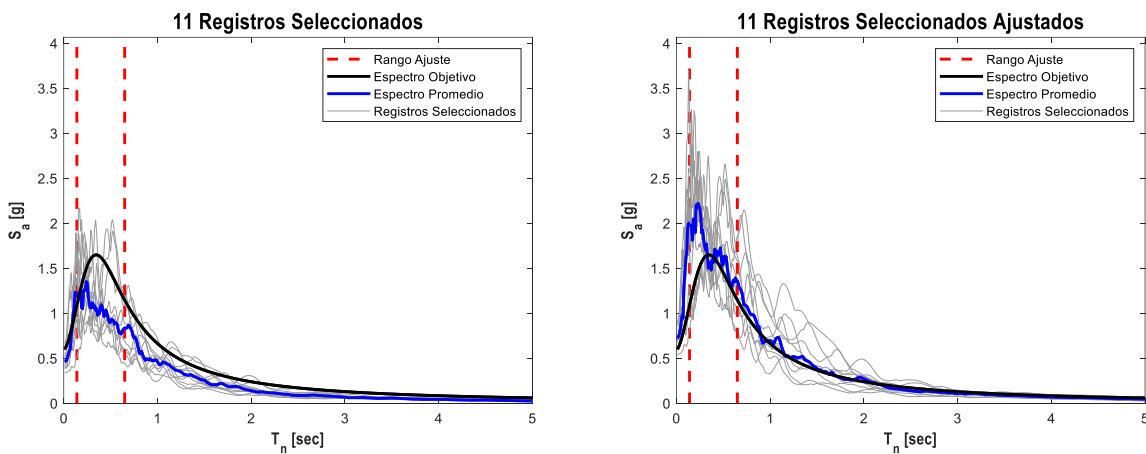 11 Registros Seleccionados
4
3.5
3
2.5
2
1.5
1
0.5
0
S_a [g]
0 1 2 3 4 5
T_n [sec]
Rango Ajuste
Espectro Objetivo
Espectro Promedio
Registros Seleccionados
11 Registros Seleccionados Ajustados
4
3.5
3
2.5
2
1.5
1
0.5
0
S_a [g]
0 1 2 3 4 5
T_n [sec]
Rango Ajuste
Espectro Objetivo
Espectro Promedio
Registros Seleccionados